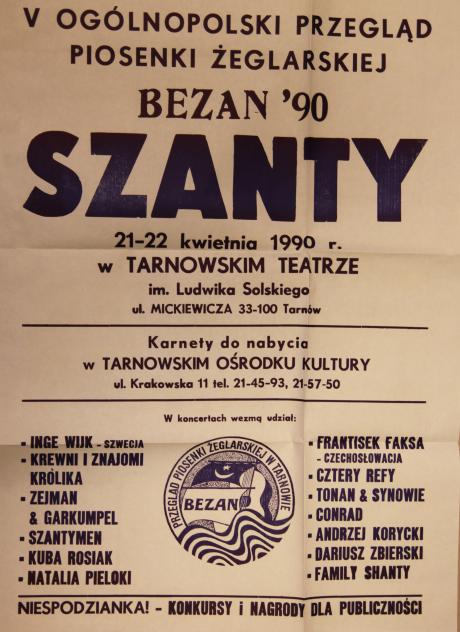 V OGÓLNOPOLSKI PRZEGLĄD
PIOSENKI ŻEGLARSKIEJ
BEZAN '90
SZANTY
21-22 kwietnia 1990 r.
w TARNOWSKIM TEATRZE
im. Ludwika Solskiego
ul. MICKIEWICZA 33-100 Tarnów
Karnety do nabycia
w TARNOWSKIM OŚRODKU KULTURY
ul. Krakowska 11 tel. 21-45-93, 21-57-50
W koncertach wezmą udział:
- INGE WIJK - SZWECJA
- KREWNI I ZNAJOMI
KRÓLIKA
- ZEJMAN
& GARKUMPEL
- SZANTYMEN
- KUBA ROSIAK
- NATALIA PIELOKI
PRZEGLĄD PIOSENKI ŻEGLARSKIEJ W TARNOWIE
BEZAN
- FRANTISEK FAKSA
- CZECHOSŁOWACJA
- CZTERY REFY
- TONAN & SYNOWIE
- CONRAD
- ANDRZEJ KORYCKI
- DARIUSZ ZBIERSKI
- FAMILY SHANTY
NIESPODZIANKA! - KONKURSY i NAGRODY DLA PUBLICZNOŚCI